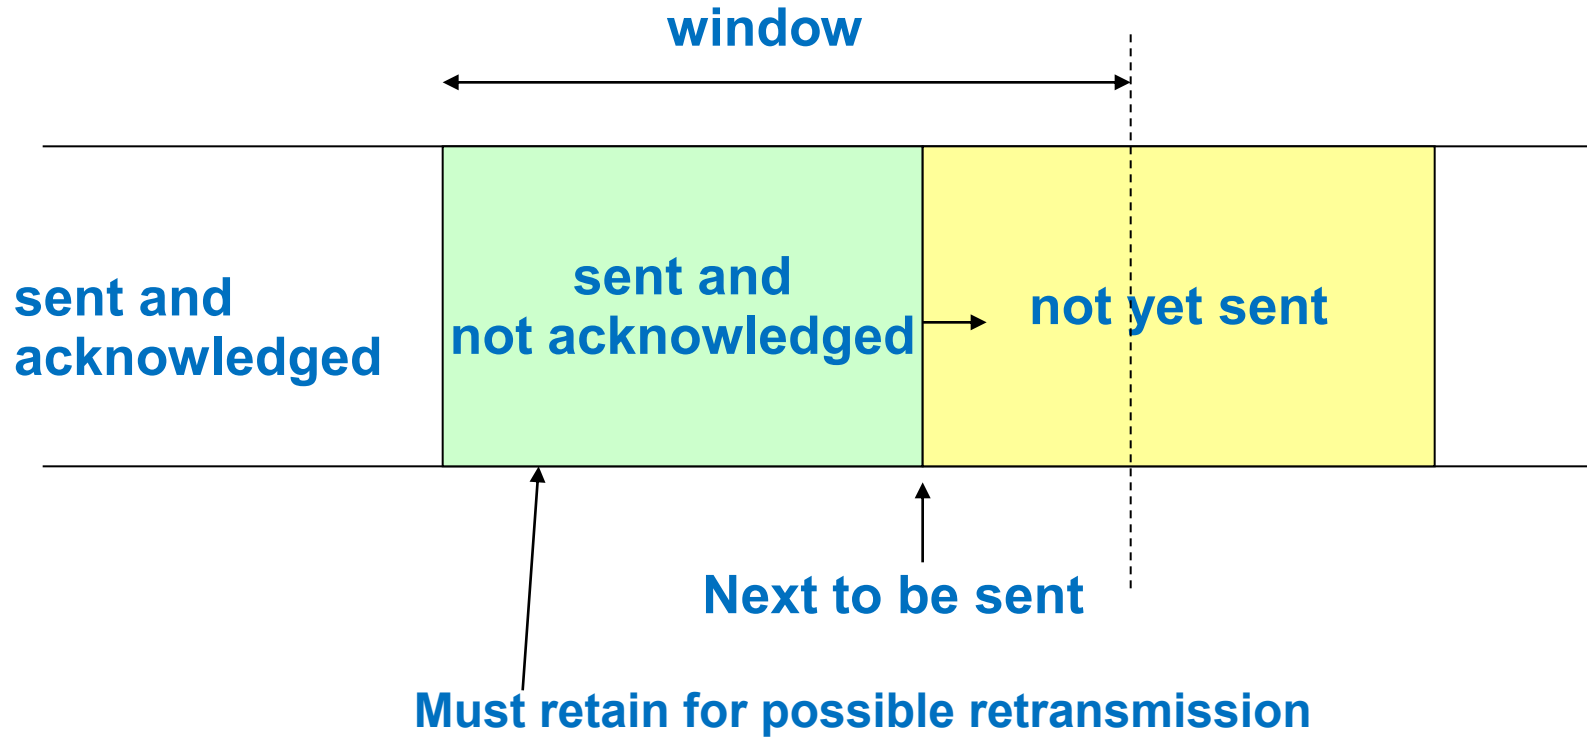 window
sent and
acknowledged
sent and
not acknowledged
not yet sent
Next to be sent
Must retain for possible retransmission